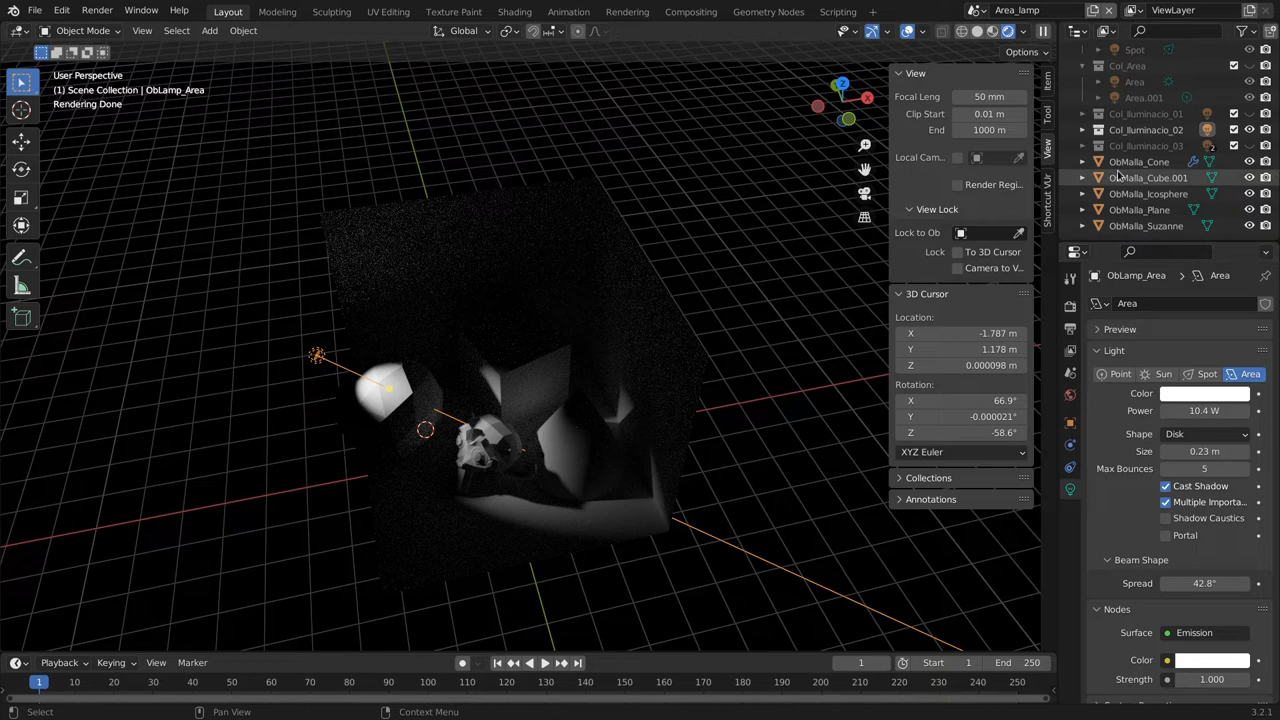 File Edit Render Window Help Layout Modeling Sculpting UV Editing Texture Paint Shading Animation Rendering Compositing Geometry Nodes Scripting Area_lamp ViewLayer
Object Mode View Select Add Object Global
Options
User Perspective
(1) Scene Collection | ObLamp_Area
Rendering Done
Z
X
View
Focal Leng 50 mm
Clip Start 0.01 m
End 1000 m
Local Cam...
Render Regi...
View Lock
Lock to Ob
Lock To 3D Cursor
Camera to V...
3D Cursor
Location:
X -1.787 m
Y 1.178 m
Z 0.000098 m
Rotation:
X 66.9°
Y -0.000021°
Z -58.6°
XYZ Euler
Collections
Annotations
Item
Tool
View
Shortcut VUr
Spot
Col_Area
Area
Area.001
Col_Iluminacio_01
Col_Iluminacio_02
Col_Iluminacio_03 2
ObMalla_Cone
ObMalla_Cube.001
ObMalla_Icosphere
ObMalla_Plane
ObMalla_Suzanne
ObLamp_Area Area
Area
Preview
Light
Point Sun Spot Area
Color
Power 10.4 W
Shape Disk
Size 0.23 m
Max Bounces 5
Cast Shadow
Multiple Importa...
Shadow Caustics
Portal
Beam Shape
Spread 42.8°
Nodes
Surface Emission
Color
Strength 1.000
Playback Keying View Marker 1 Start 1 End 250
1 10 20 30 40 50 60 70 80 90 100 110 120 130 140 150 160 170 180 190 200 210 220 230 240 250
Select Pan View Context Menu 3.2.1